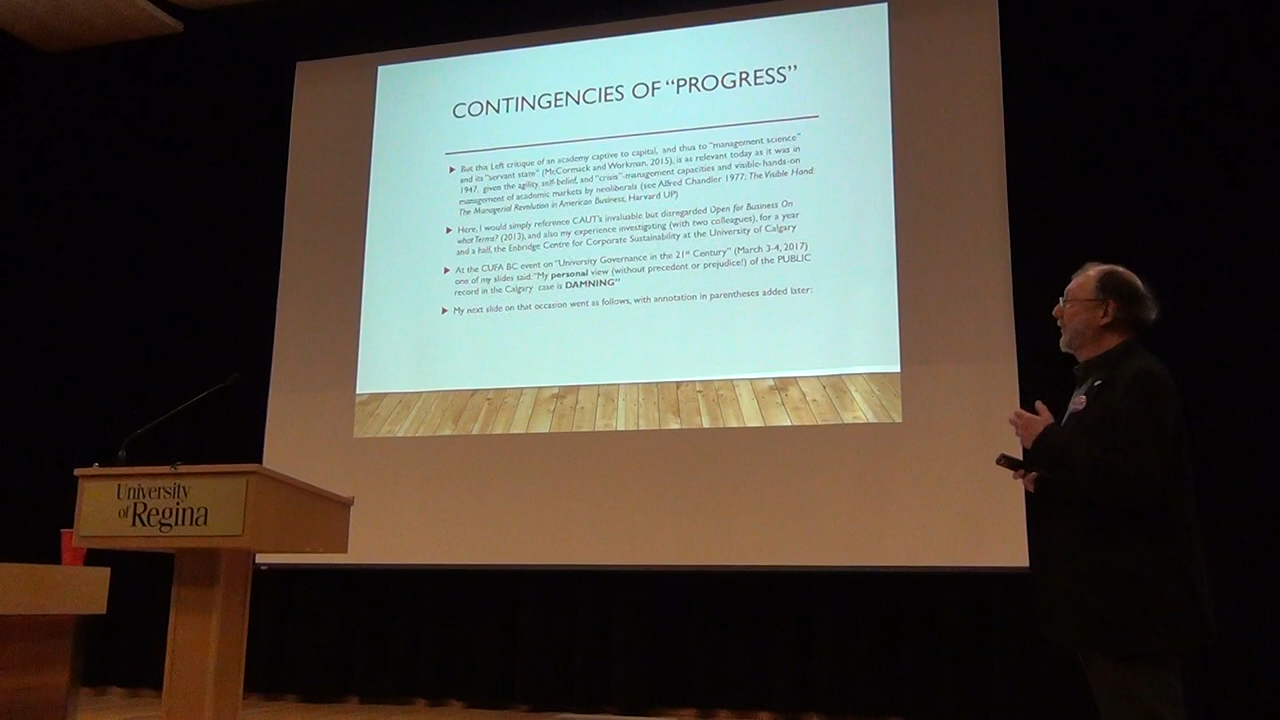 CONTINGENCIES OF “PROGRESS”
But this Left critique of an academy captive to capital, and thus to “management science”
and its “servant state” (McCormack and Workman, 2015), is as relevant today as it was in
1947, given the agility, self-belief, and “crisis”-management capacities and visible-hands-on
management of academic markets by neoliberals (see Alfred Chandler 1977: The Visible Hand:
The Managerial Revolution in American Business, Harvard UP)
Here, I would simply reference CAUT's invaluable but disregarded Open for Business On
what Terms? (2013), and also my experience investigating (with two colleagues), for a year
and a half, the Enbridge Centre for Corporate Sustainability at the University of Calgary
At the CUFA BC event on “University Governance in the 21st Century” (March 3-4, 2017)
one of my slides said: “My personal view (without precedent or prejudice!) of the PUBLIC
record in the Calgary case is DAMNING”
My next slide on that occasion went as follows, with annotation in parentheses added later:
University
of Regina